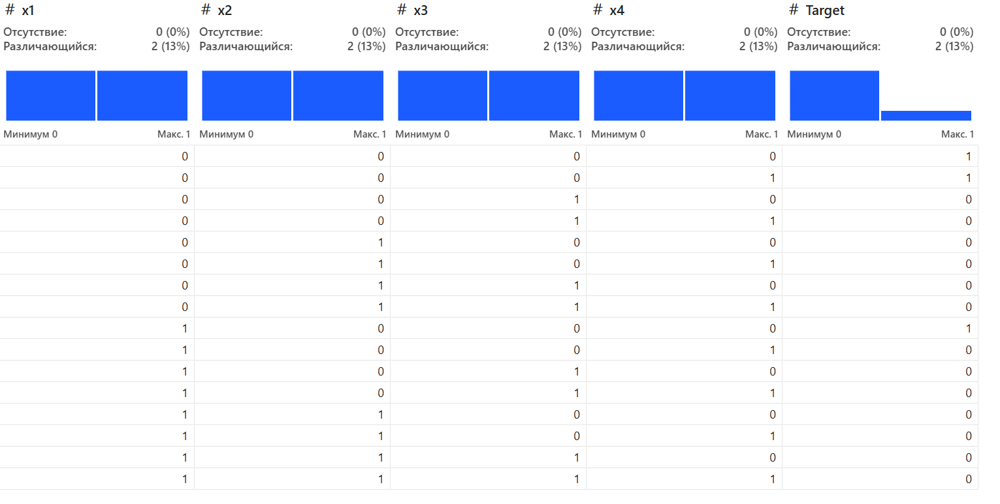 # x1 # x2 # x3 # x4 # Target
Отсутствие: 0 (0%) Отсутствие: 0 (0%) Отсутствие: 0 (0%) Отсутствие: 0 (0%) Отсутствие: 0 (0%)
Различающийся: 2 (13%) Различающийся: 2 (13%) Различающийся: 2 (13%) Различающийся: 2 (13%) Различающийся: 2 (13%)
Минимум 0 Макс. 1 Минимум 0 Макс. 1 Минимум 0 Макс. 1 Минимум 0 Макс. 1 Минимум 0 Макс. 1
0 0 0 0 1
0 0 0 1 1
0 0 1 0 0
0 0 1 1 0
0 1 0 0 0
0 1 0 1 0
0 1 1 0 0
0 1 1 1 0
1 0 0 0 1
1 0 0 1 0
1 0 1 0 0
1 0 1 1 0
1 1 0 0 0
1 1 0 1 0
1 1 1 0 0
1 1 1 1 0